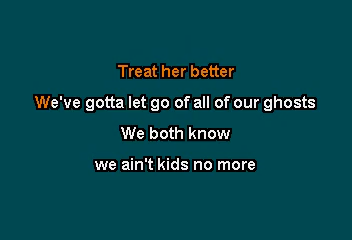 Treat her better
We've gotta let go of all of our ghosts
We both know
we ain't kids no more